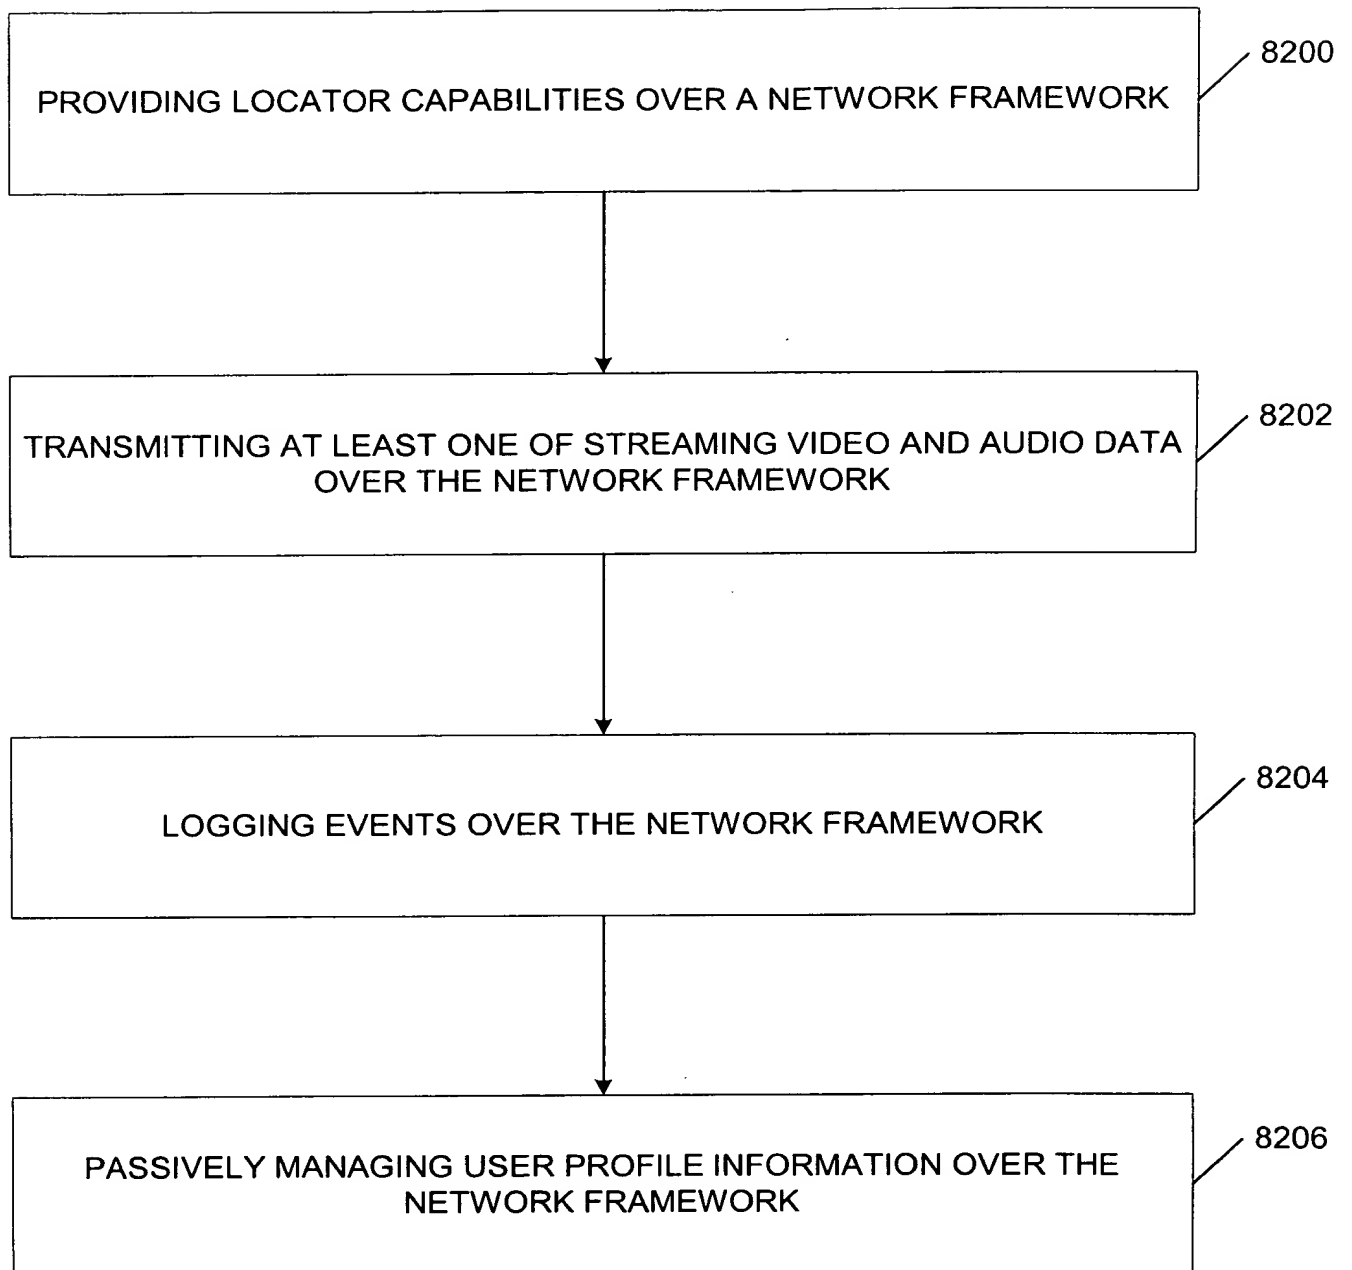 PROVIDING LOCATOR CAPABILITIES OVER A NETWORK FRAMEWORK
8200
TRANSMITTING AT LEAST ONE OF STREAMING VIDEO AND AUDIO DATA
OVER THE NETWORK FRAMEWORK
8202
LOGGING EVENTS OVER THE NETWORK FRAMEWORK
8204
PASSIVELY MANAGING USER PROFILE INFORMATION OVER THE
NETWORK FRAMEWORK
8206